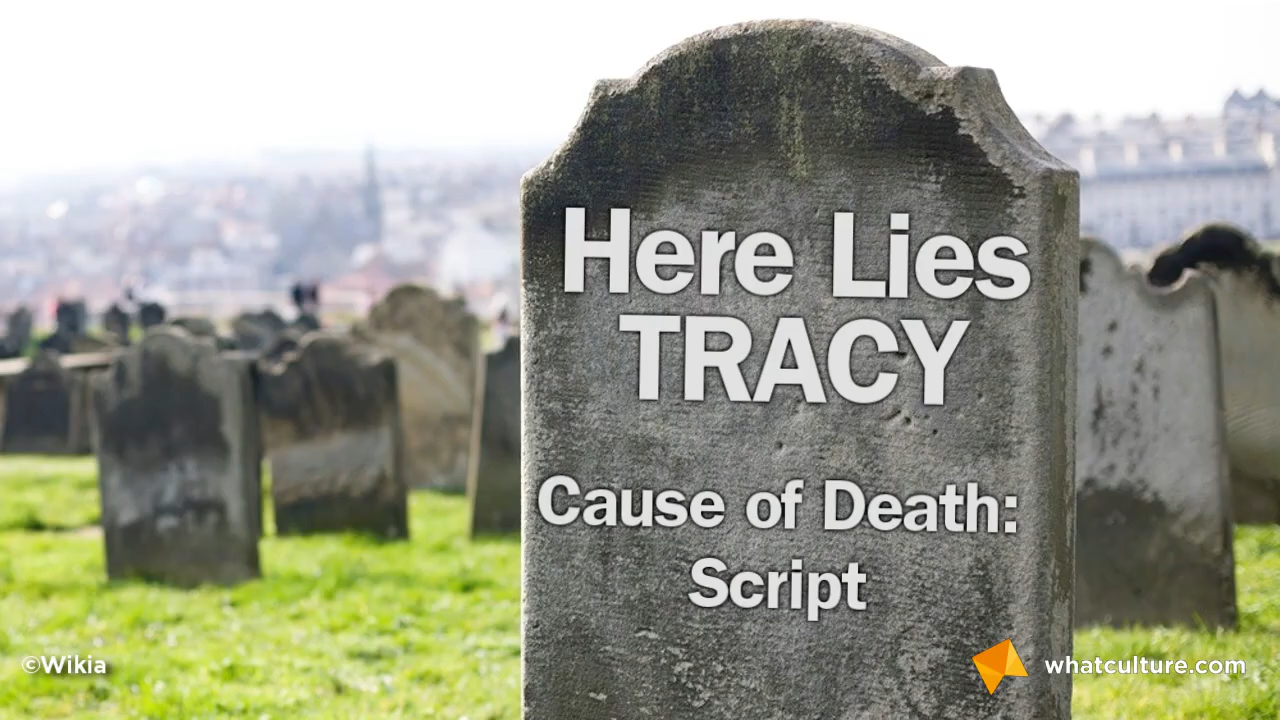 Here Lies
TRACY
Cause of Death:
Script
©Wikia
whatculture.com